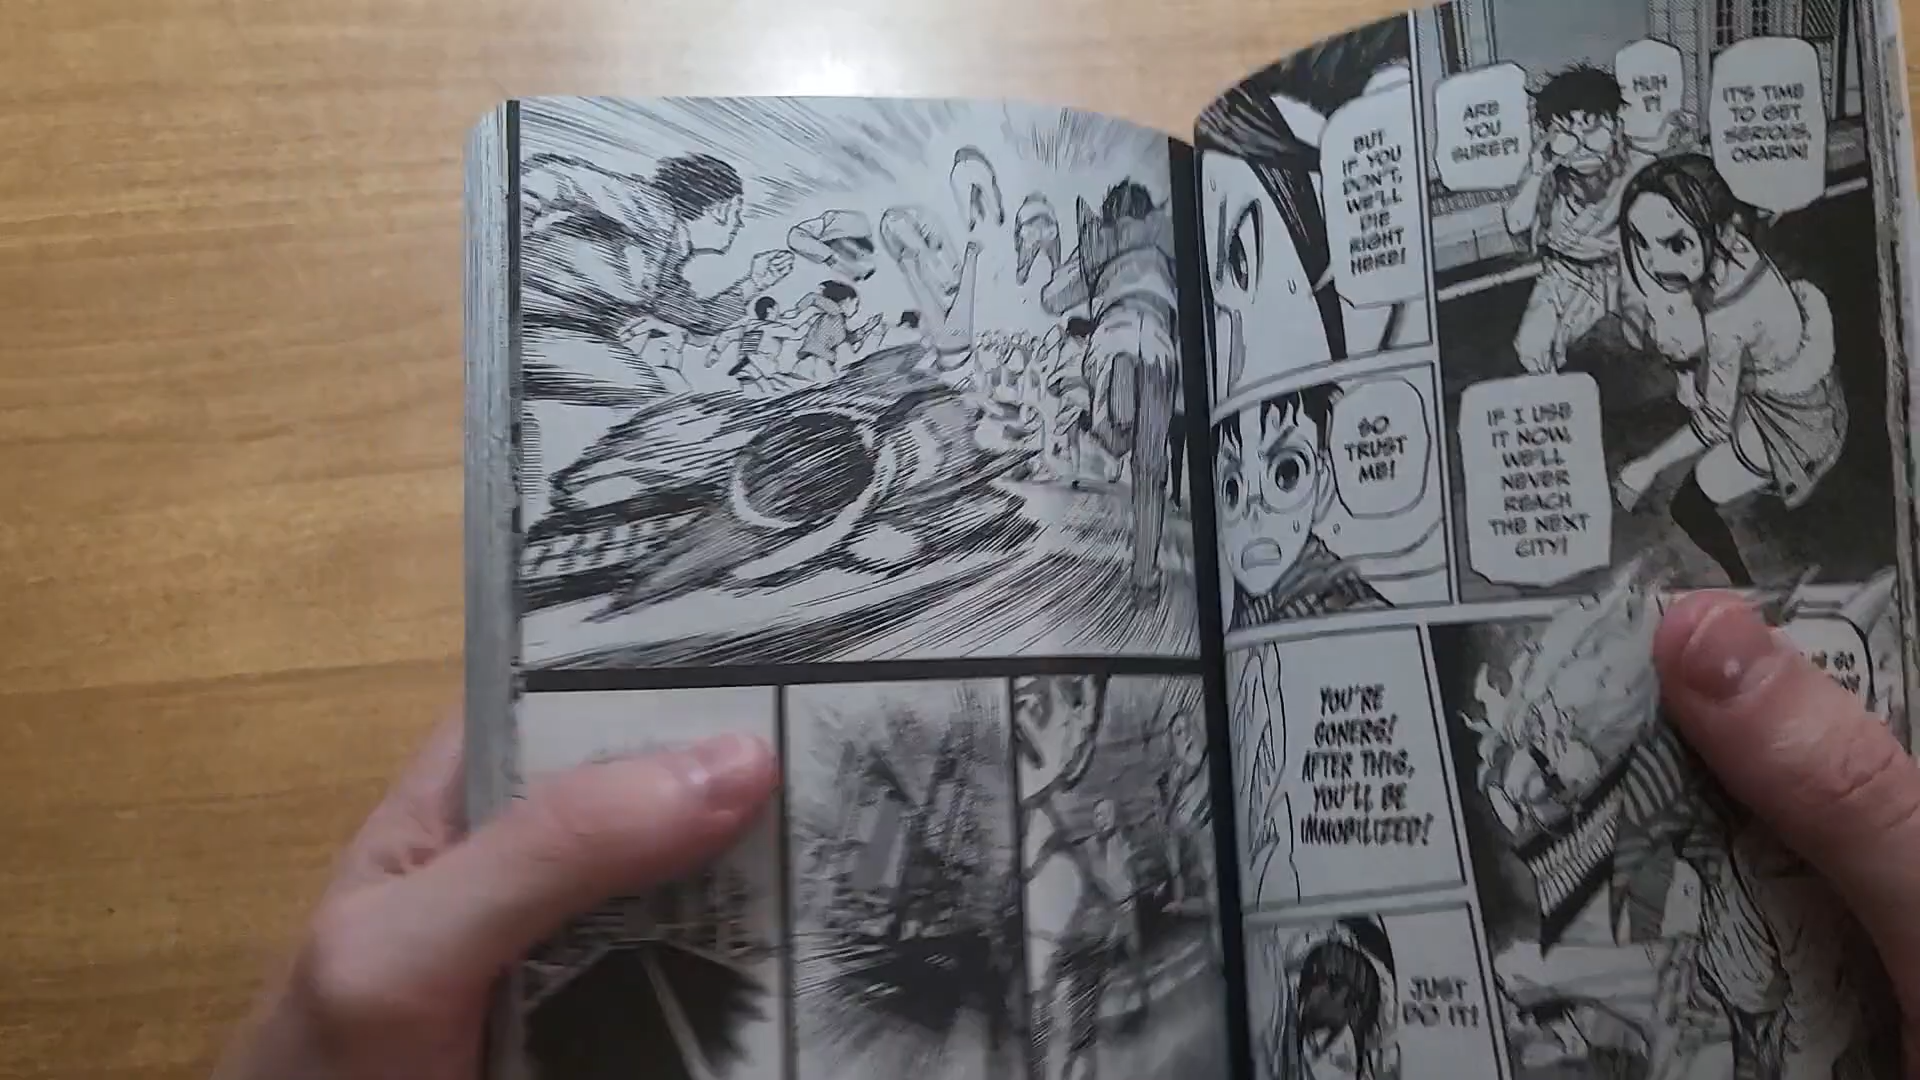 IT'S TIME
TO GET
SERIOUS,
OKARUN!
HUH
?!
ARE
YOU
SURE?!
IF I USE
IT NOW,
WE'LL
NEVER
REACH
THE NEXT
CITY!
BUT
IF YOU
DON'T,
WE'LL
DIE
RIGHT
HERE!
SO
TRUST
ME!
YOU'RE
GONERS!
AFTER THIS,
YOU'LL BE
IMMOBILIZED!
JUST
DO IT!